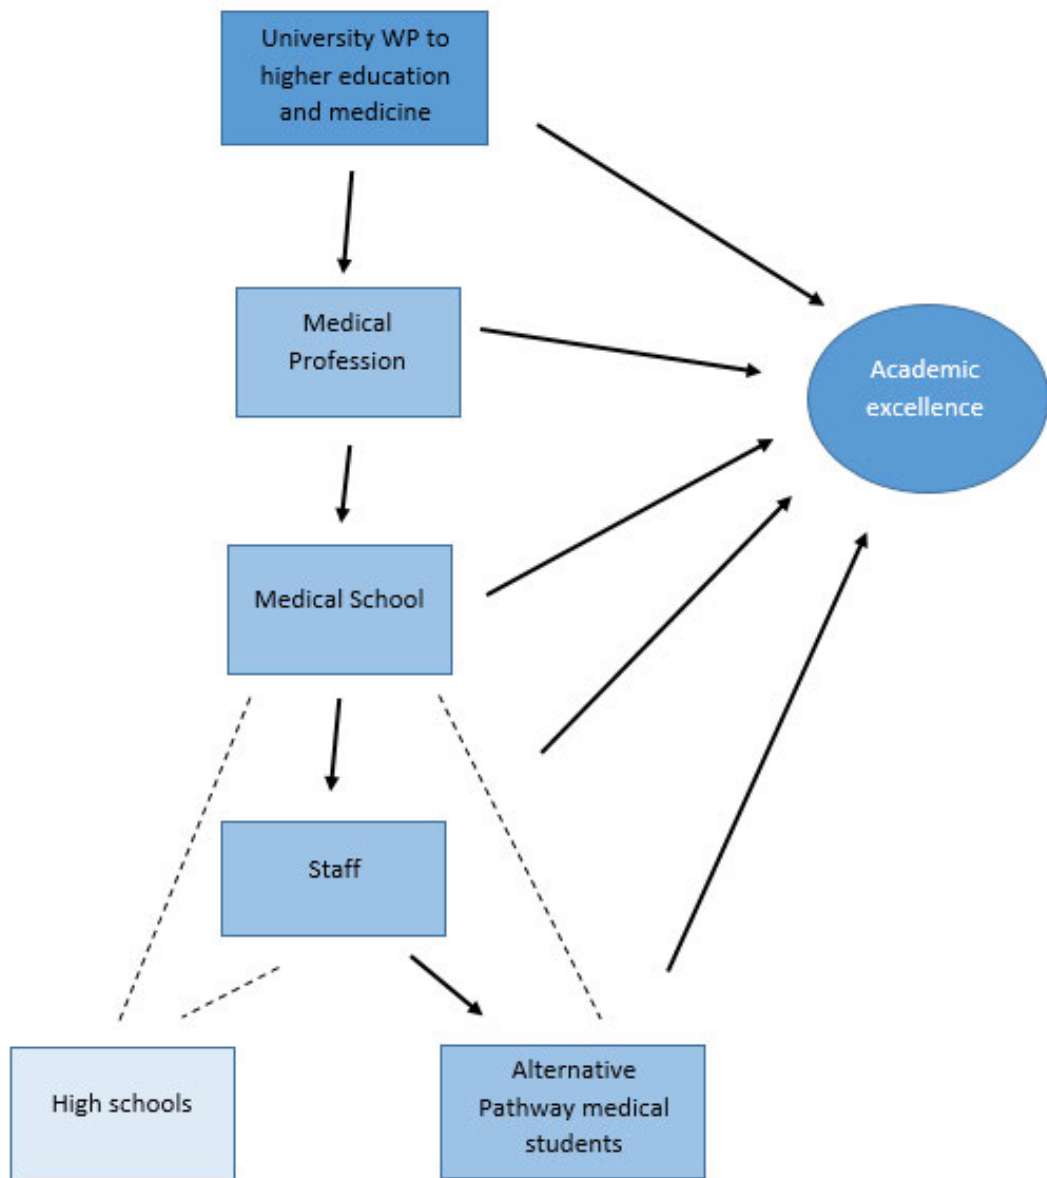 University WP to
higher education
and medicine
Medical
Profession
Academic
excellence
Medical School
Staff
High schools
Alternative
Pathway medical
students